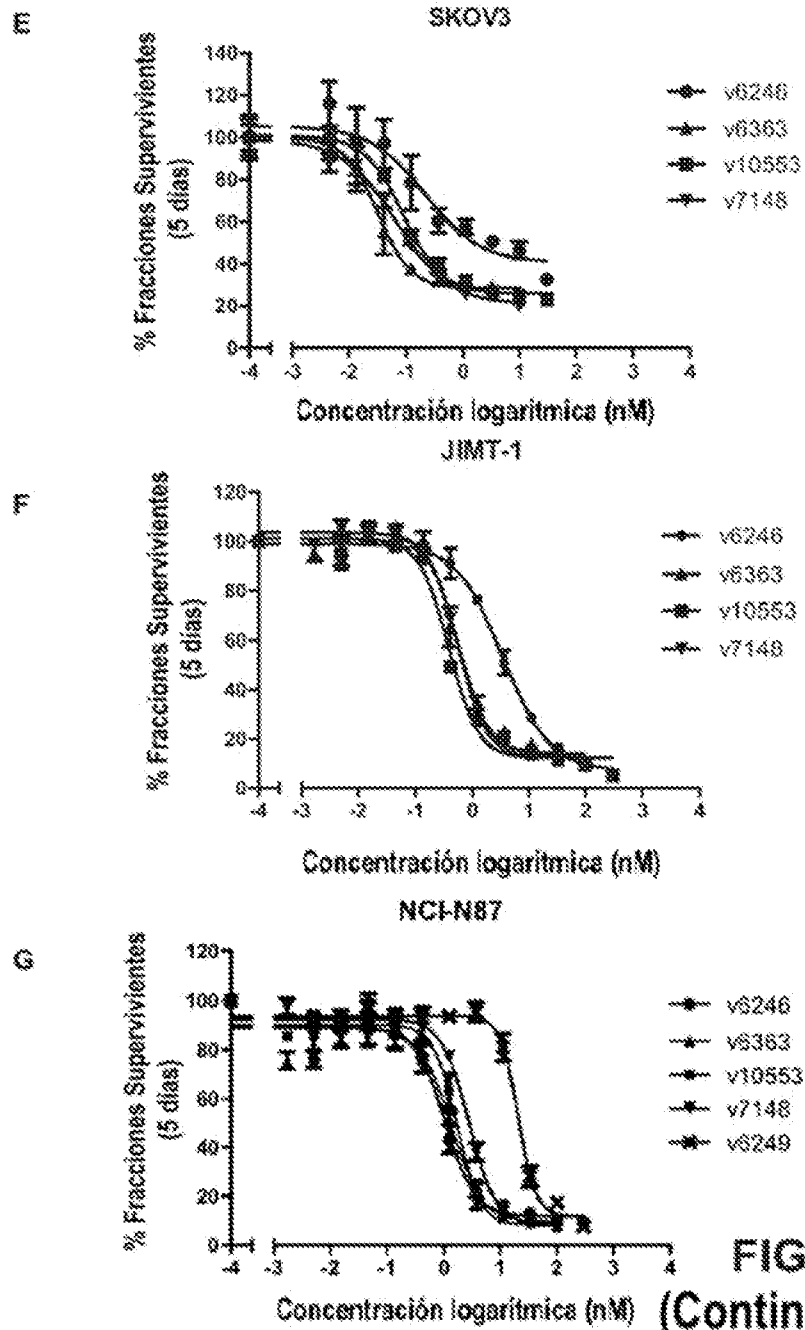 E
SKOV3
% Fracciones Supervivientes
(5 días)
140
120
100
80
60
40
20
0
-4 -3 -2 -1 0 1 2 3 4
Concentración logarítmica (nM)
v6246
v6363
v10553
v7148
F
JIMT-1
% Fracciones Supervivientes
(5 días)
120
100
80
60
40
20
0
-4 -3 -2 -1 0 1 2 3 4
Concentración logarítmica (nM)
v6246
v6363
v10553
v7148
G
NCI-N87
% Fracciones Supervivientes
(5 días)
120
100
80
60
40
20
0
-4 -3 -2 -1 0 1 2 3 4
Concentración logarítmica (nM)
v6246
v6363
v10553
v7148
v6249
FIG
(Contin